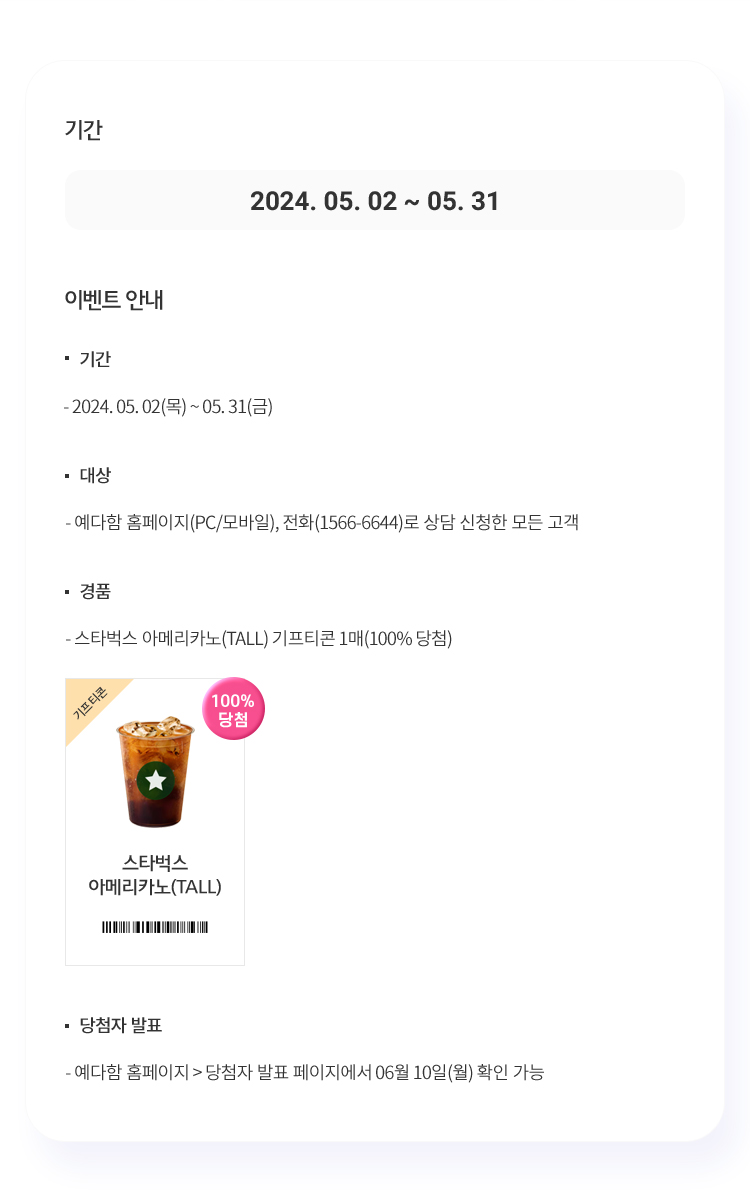 기간
2024. 05. 02 ~ 05. 31
이벤트 안내
▪ 기간
- 2024. 05. 02(목) ~ 05. 31(금)
▪ 대상
- 예다함 홈페이지(PC/모바일), 전화(1566-6644)로 상담 신청한 모든 고객
▪ 경품
- 스타벅스 아메리카노(TALL) 기프티콘 1매(100% 당첨)
기프티콘
100%
당첨
스타벅스
아메리카노(TALL)
▪ 당첨자 발표
- 예다함 홈페이지 > 당첨자 발표 페이지에서 06월 10일(월) 확인 가능